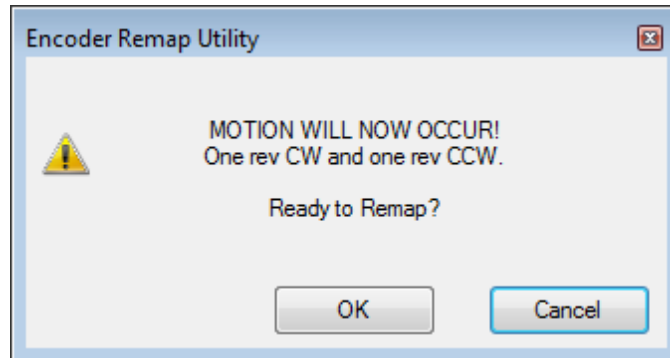 Encoder Remap Utility
MOTION WILL NOW OCCUR!
One rev CW and one rev CCW.
Ready to Remap?
OK
Cancel